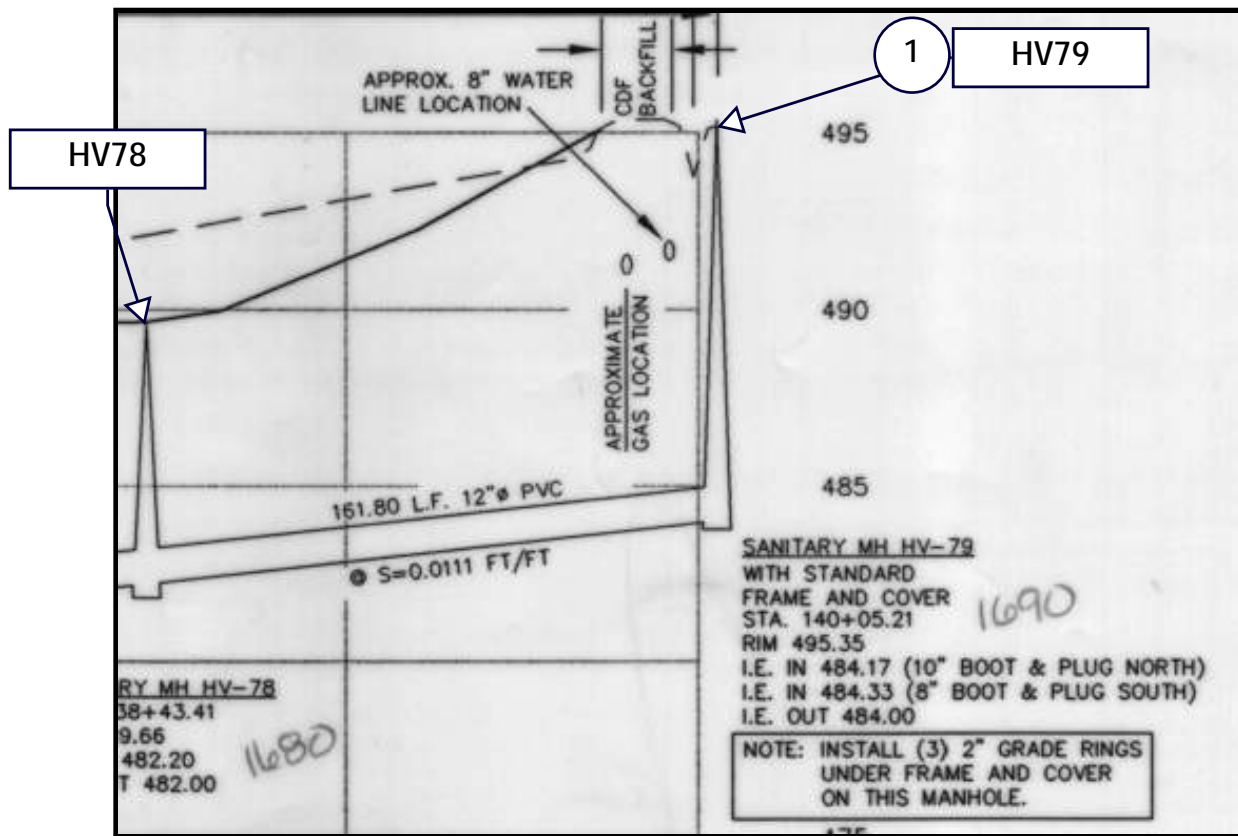 1
HV79
APPROX. 8" WATER
LINE LOCATION
CDF
BACKFILL
HV78
495
490
485
APPROXIMATE
GAS LOCATION
161.80 L.F. 12"ø PVC
@ S=0.0111 FT/FT
SANITARY MH HV-79
WITH STANDARD
FRAME AND COVER
STA. 140+05.21
RIM 495.35
I.E. IN 484.17 (10" BOOT & PLUG NORTH)
I.E. IN 484.33 (8" BOOT & PLUG SOUTH)
I.E. OUT 484.00
1690
NOTE: INSTALL (3) 2" GRADE RINGS
UNDER FRAME AND COVER
ON THIS MANHOLE.
RY MH HV-78
38+43.41
9.66
482.20
T 482.00
1680